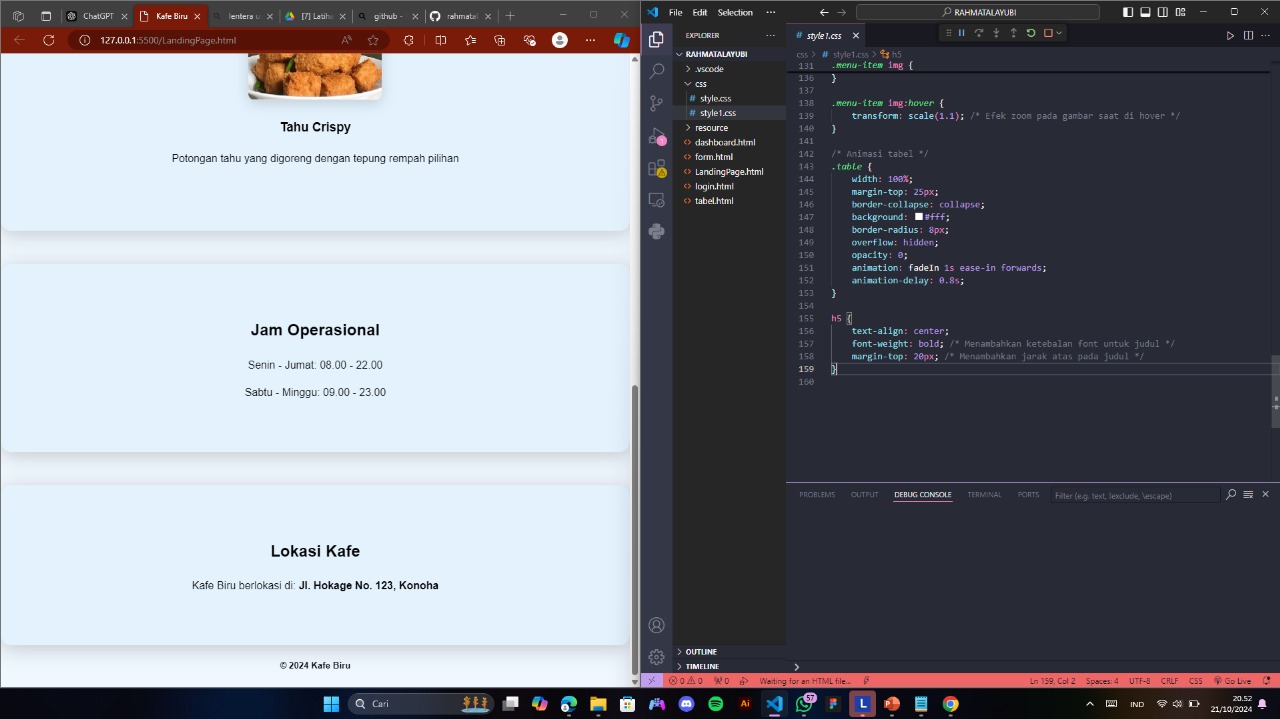 ChatGPT
Kafe Biru
lentera u
[7] Latiha
github -
rahmatal
127.0.0.1:5500/LandingPage.html
Tahu Crispy
Potongan tahu yang digoreng dengan tepung rempah pilihan
Jam Operasional
Senin - Jumat: 08.00 - 22.00
Sabtu - Minggu: 09.00 - 23.00
Lokasi Kafe
Kafe Biru berlokasi di: Jl. Hokage No. 123, Konoha
© 2024 Kafe Biru
File Edit Selection ···
RAHMATALAYUBI
EXPLORER
RAHMATALAYUBI
.vscode
css
# style.css
# style1.css
resource
<> dashboard.html
<> form.html
<> LandingPage.html
<> login.html
<> tabel.html
OUTLINE
TIMELINE
# style1.css
css > # style1.css > h5
131 .menu-item img {
136 }
137
138 .menu-item img:hover {
139 transform: scale(1.1); /* Efek zoom pada gambar saat di hover */
140 }
141
142 /* Animasi tabel */
143 .table {
144 width: 100%;
145 margin-top: 25px;
146 border-collapse: collapse;
147 background: #fff;
148 border-radius: 8px;
149 overflow: hidden;
150 opacity: 0;
151 animation: fadeIn 1s ease-in forwards;
152 animation-delay: 0.8s;
153 }
154
155 h5 {
156 text-align: center;
157 font-weight: bold; /* Menambahkan ketebalan font untuk judul */
158 margin-top: 20px; /* Menambahkan jarak atas pada judul */
159 }
160
PROBLEMS OUTPUT DEBUG CONSOLE TERMINAL PORTS Filter (e.g. text, !exclude, \escape)
0 0 0 Waiting for an HTML file... Ln 159, Col 2 Spaces: 4 UTF-8 CRLF CSS Go Live
Cari
57
IND
20.52
21/10/2024